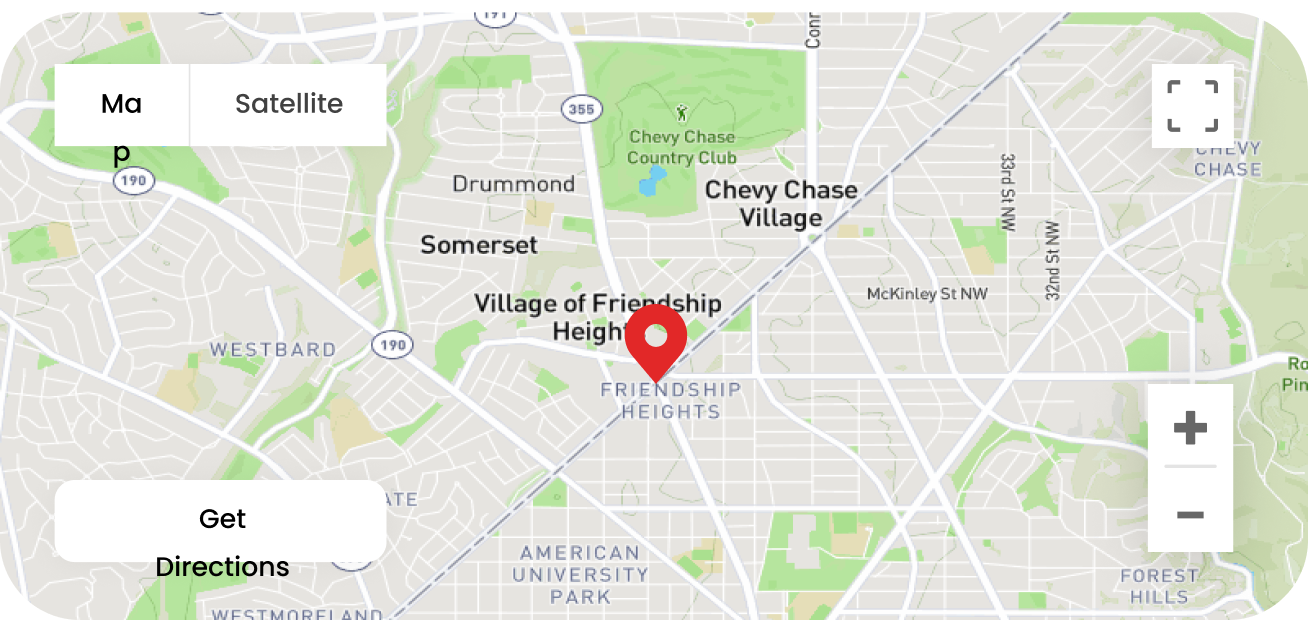 191
Conn
Ma
p
Satellite
355
Chevy Chase
Country Club
CHEVY
CHASE
190
Drummond
Chevy Chase
Village
33rd St NW
Somerset
32nd St NW
McKinley St NW
Village of Friendship
Height
190
WESTBARD
Ro
Pin
FRIENDSHIP
HEIGHTS
ATE
Get
Directions
AMERICAN
UNIVERSITY
PARK
FOREST
HILLS
WESTMORELAND